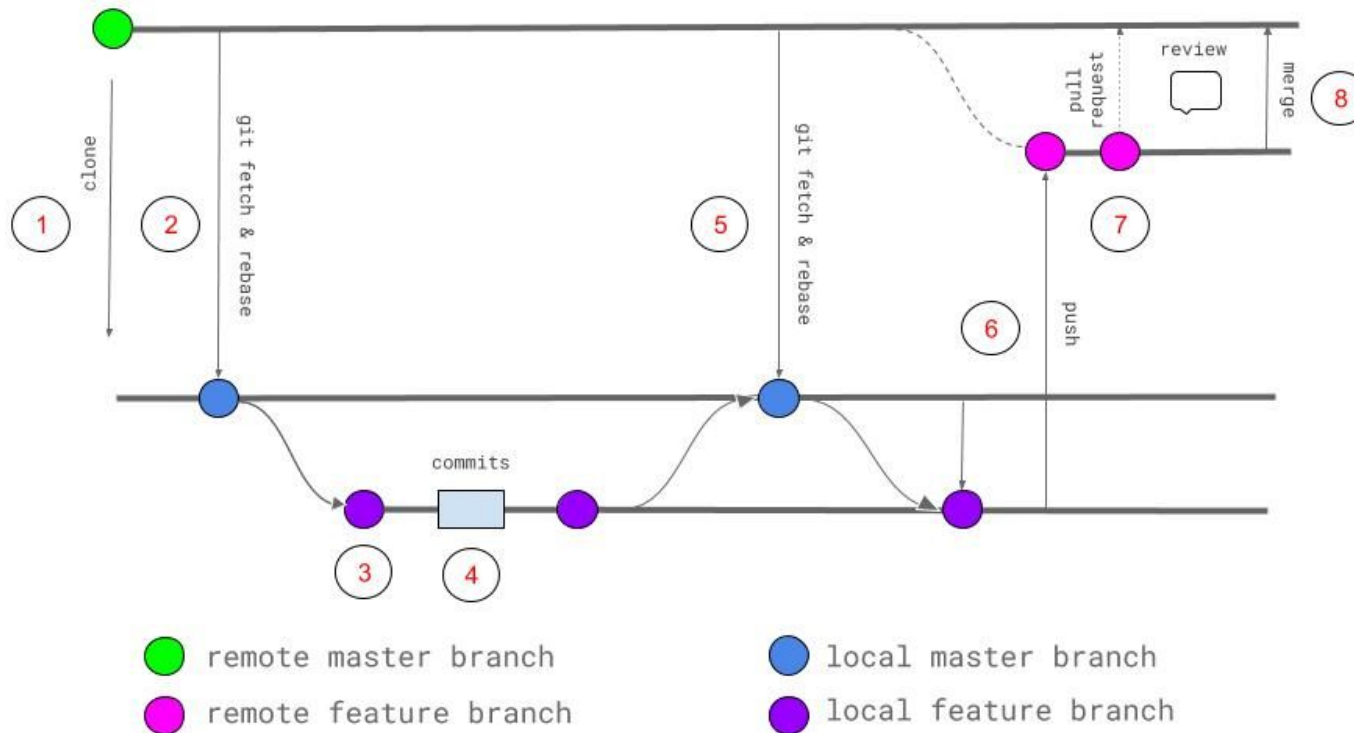 clone
1
2
git fetch & rebase
5
git fetch & rebase
pull
request
review
merge
8
7
6
push
commits
3
4
remote master branch
local master branch
remote feature branch
local feature branch